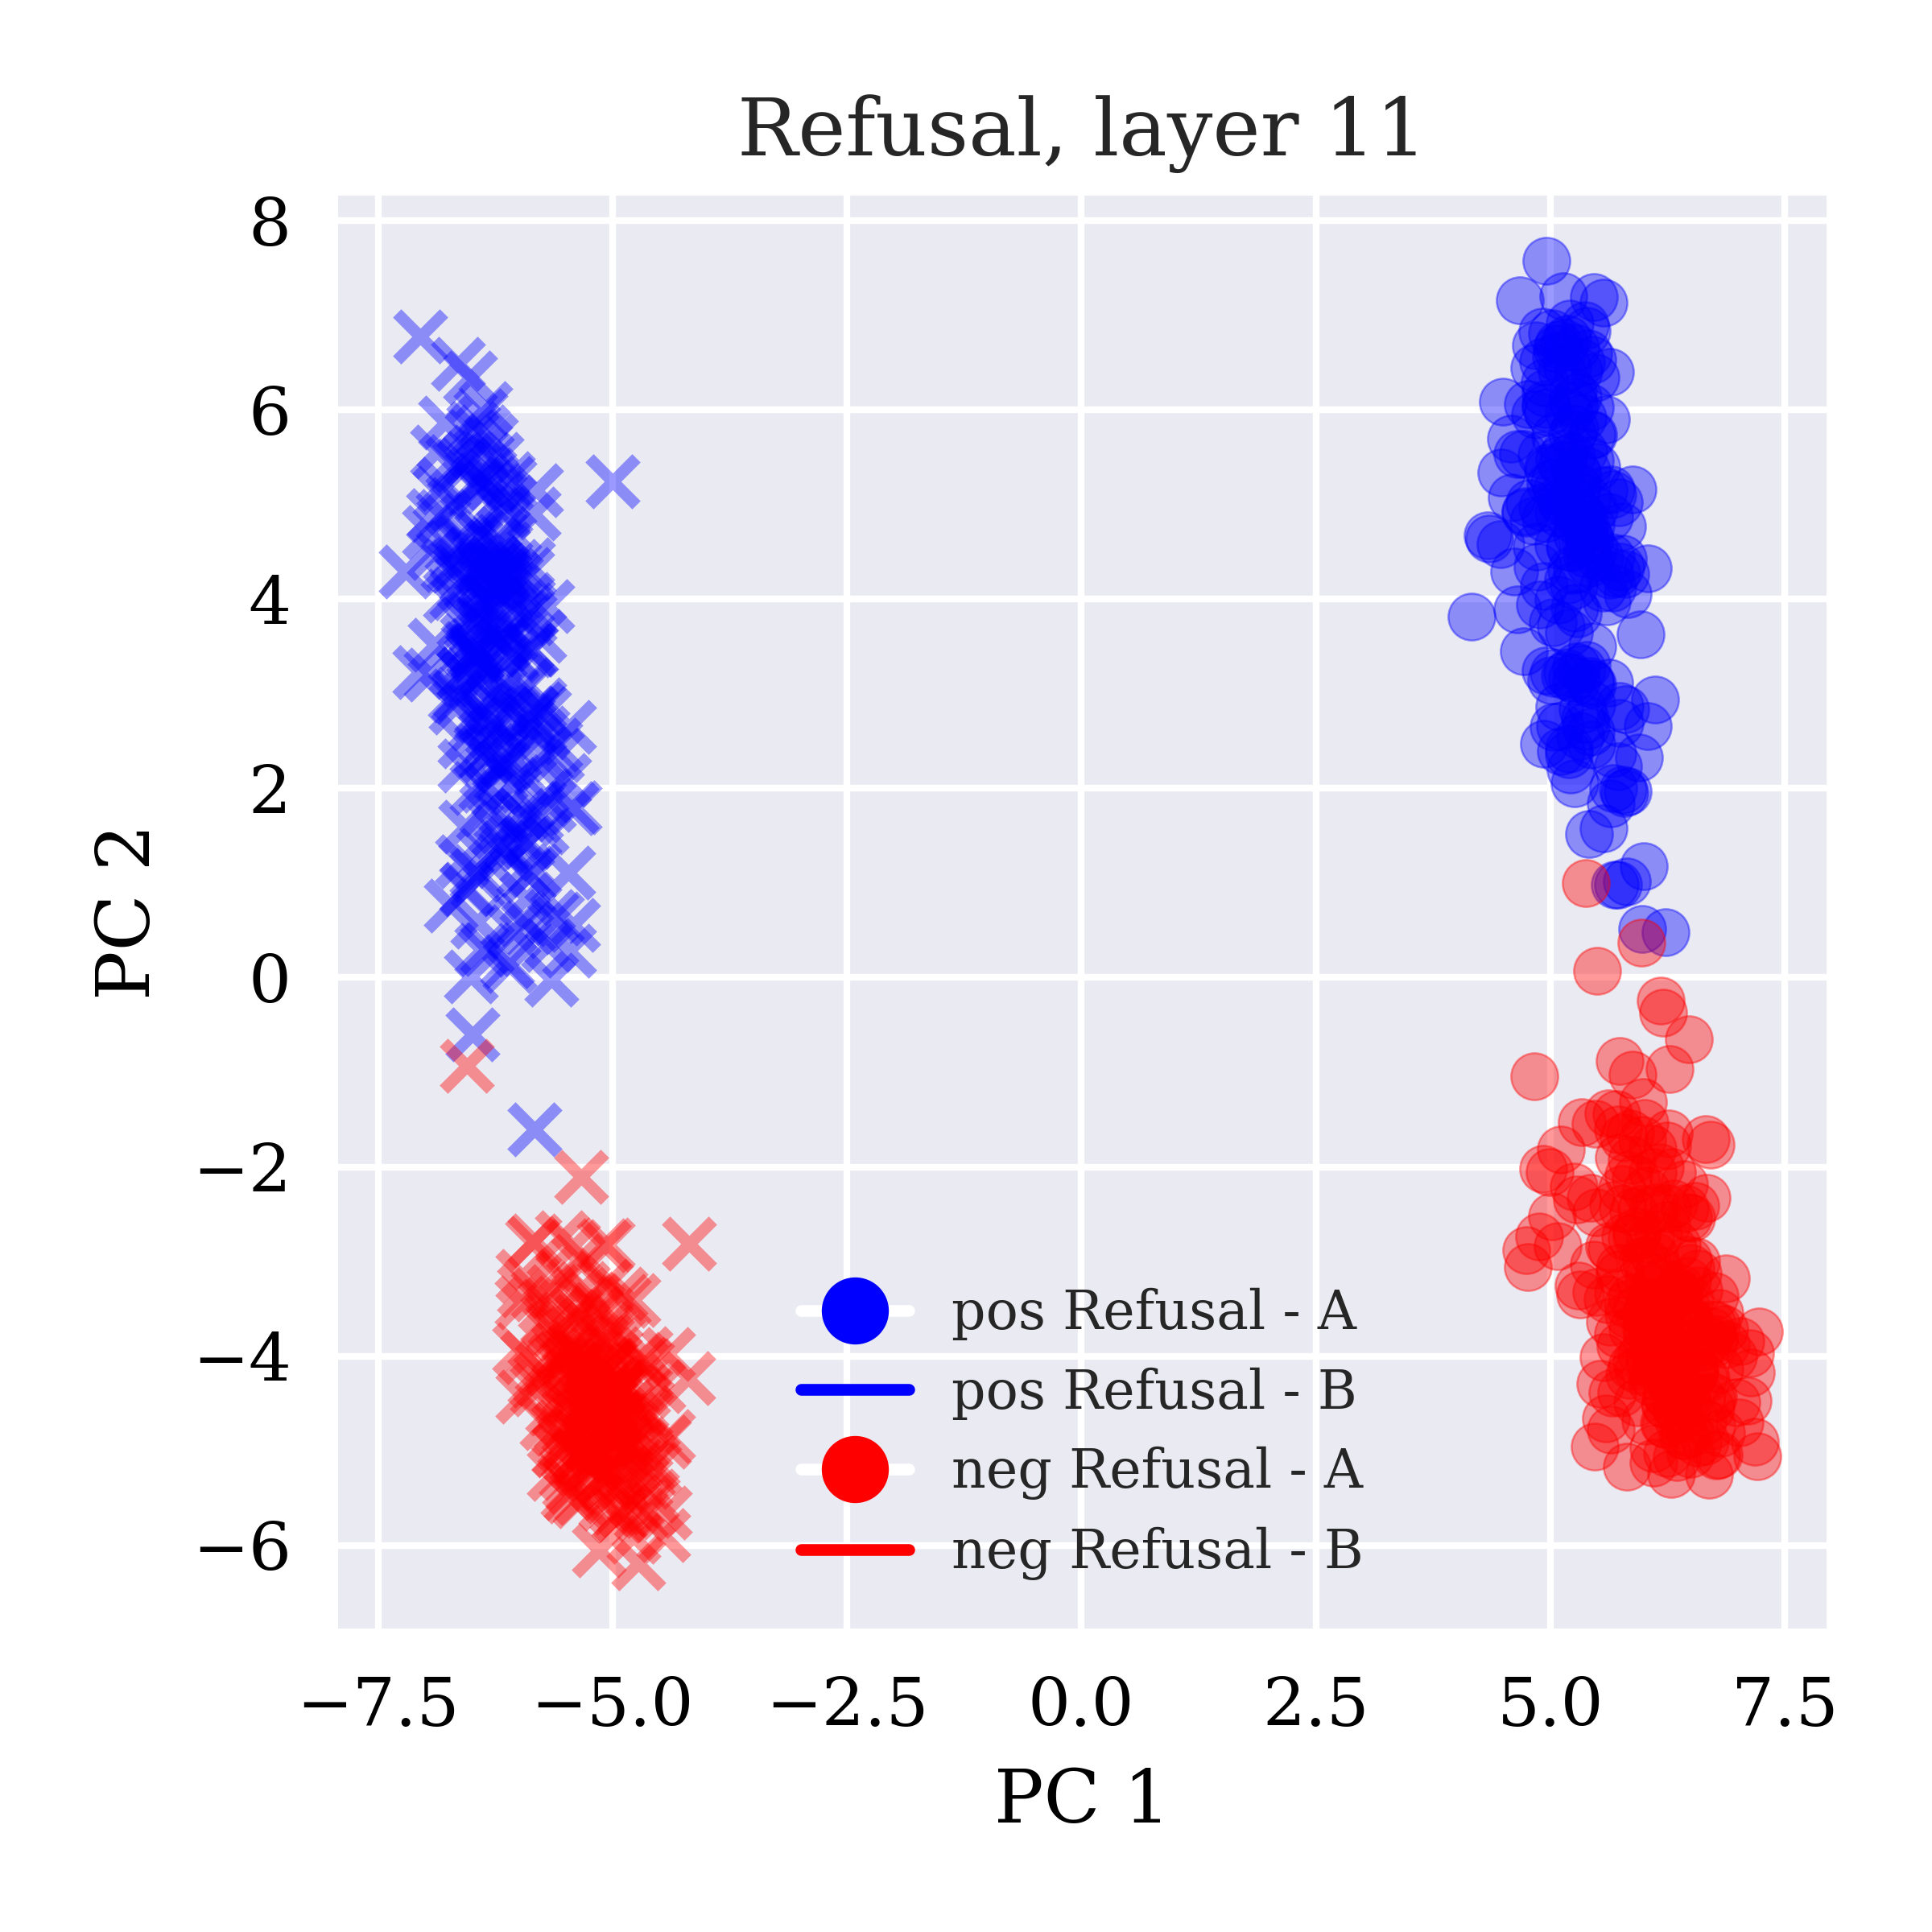 Refusal, layer 11
8
6
4
2
0
−2
−4
−6
PC 2
pos Refusal - A
pos Refusal - B
neg Refusal - A
neg Refusal - B
−7.5 −5.0 −2.5 0.0 2.5 5.0 7.5
PC 1